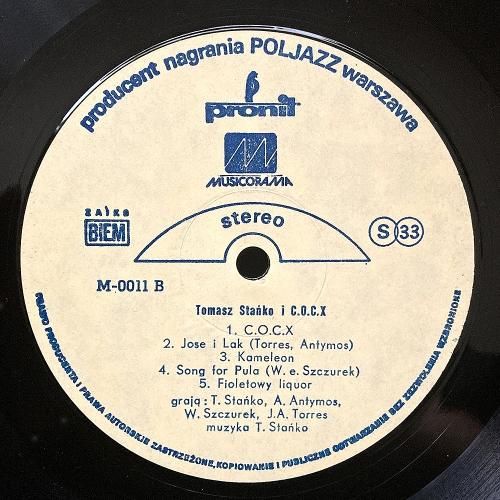 producent nagrania POLJAZZ warszawa
pronit
MUSICORAMA
stereo
ZAiKS
BIEM
S 33
M-0011 B
Tomasz Stańko i C.O.C.X
1. C.O.C.X
2. Jose i Lak (Torres, Antymos)
3. Kameleon
4. Song for Pula (W. e. Szczurek)
5. Fioletowy liquor
grają: T. Stańko, A. Antymos,
W. Szczurek, J.A. Torres
muzyka T. Stańko
PRAWO PRODUCENTA I PRAWA AUTORSKIE ZASTRZEŻONE, KOPIOWANIE I PUBLICZNE ODTWARZANIE BEZ ZEZWOLENIA WZBRONIONE